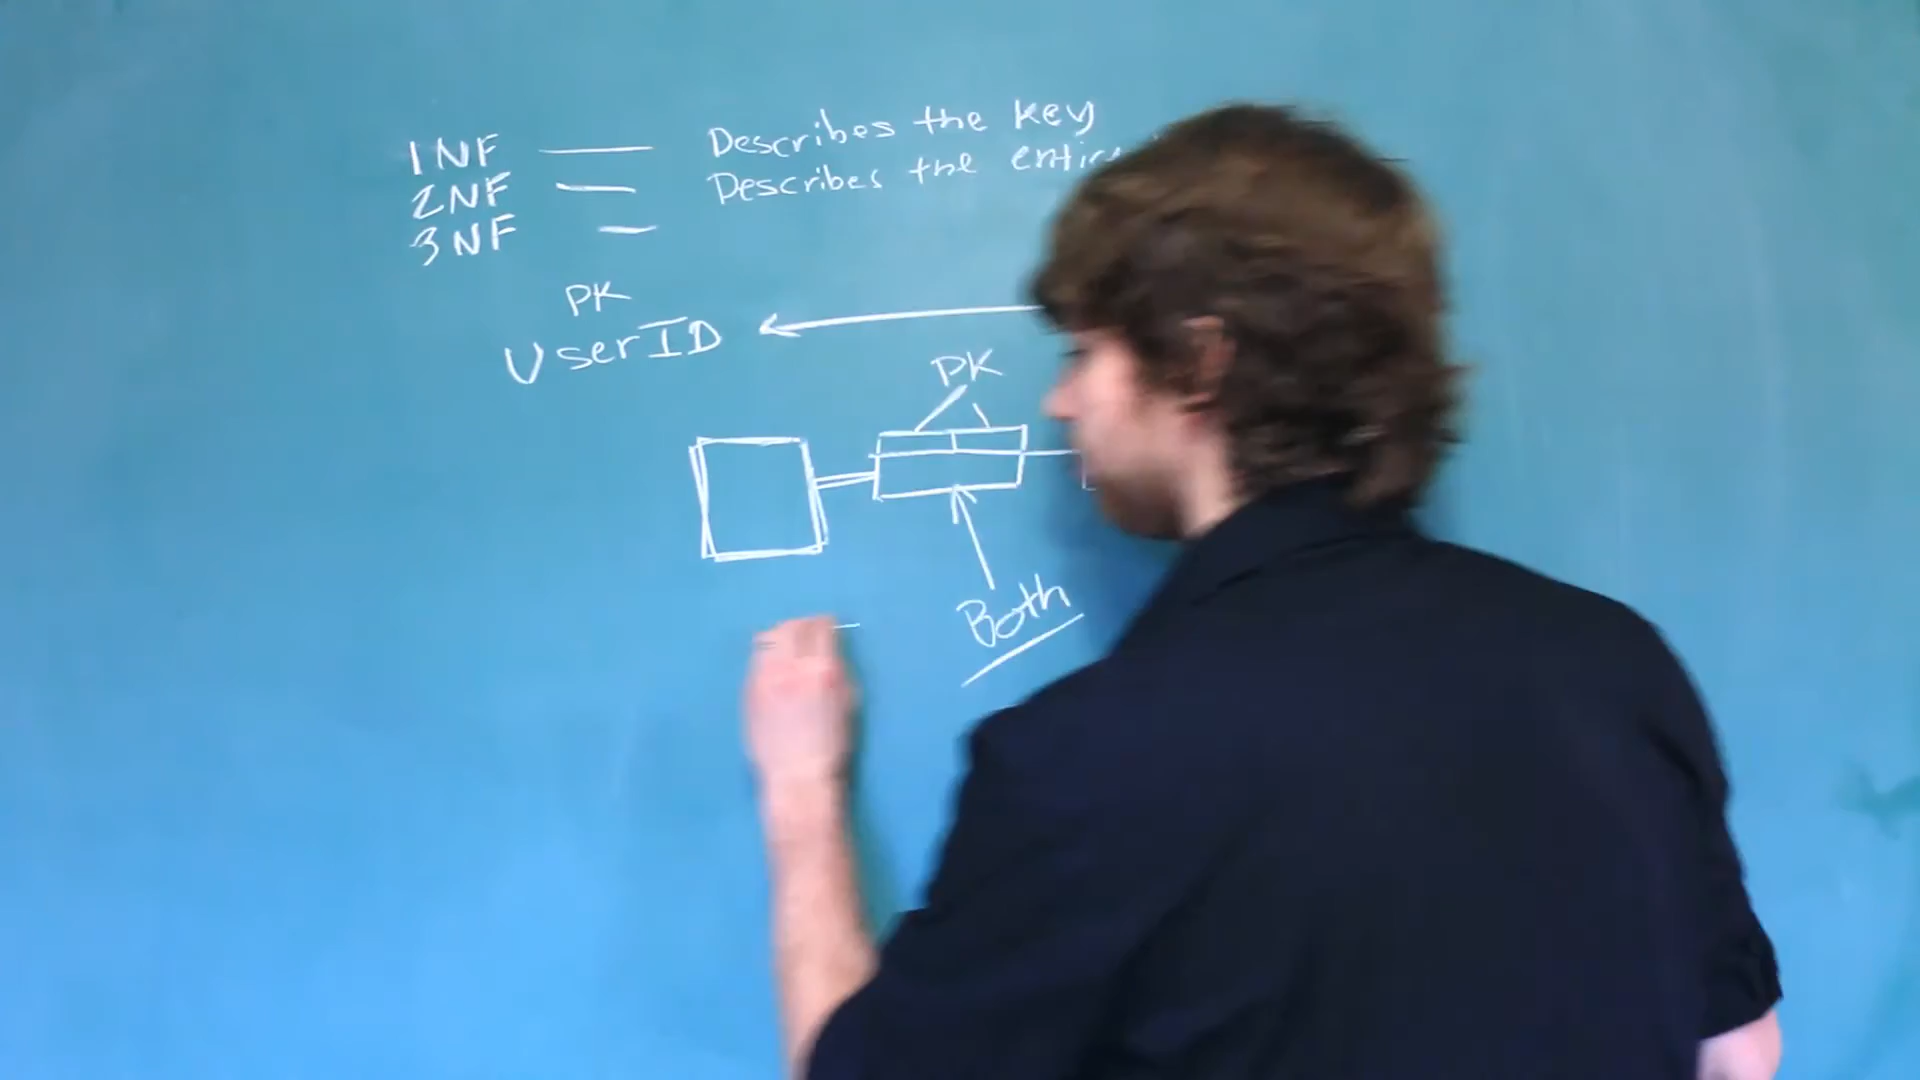 1NF — Describes the key
2NF — Describes the entire
3NF —
PK
UserID
PK
Both